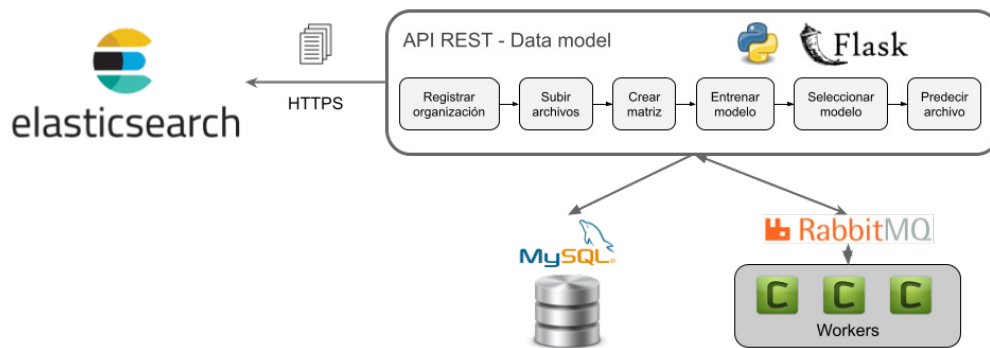 API REST - Data model
Flask
elasticsearch
HTTPS
Registrar
organización
Subir
archivos
Crear
matriz
Entrenar
modelo
Seleccionar
modelo
Predecir
archivo
MySQL
RabbitMQ
C C C
Workers